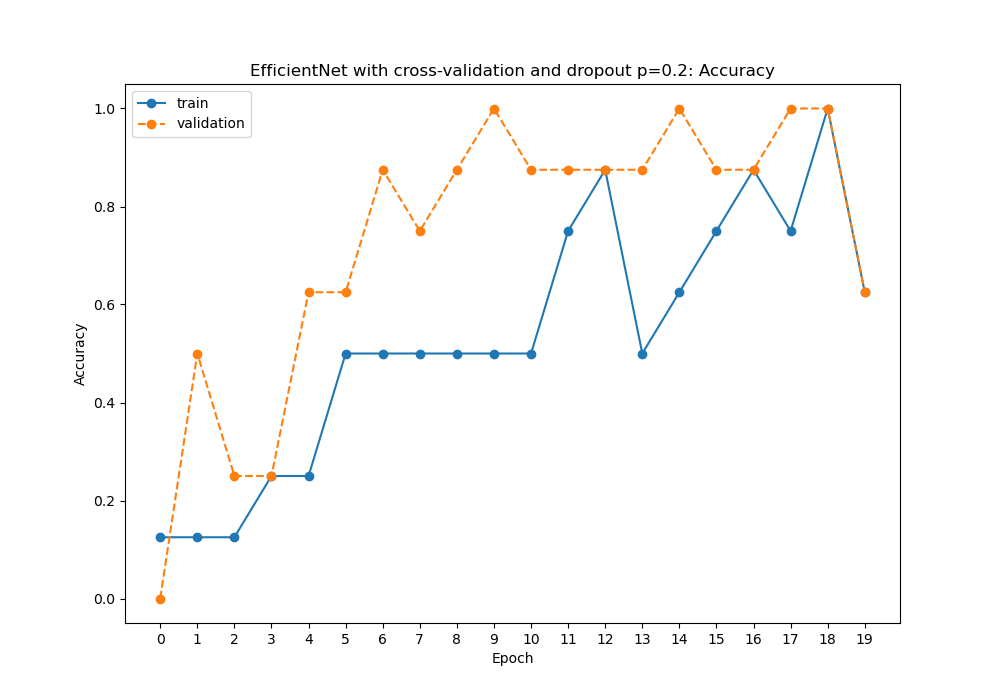 EfficientNet with cross-validation and dropout p=0.2: Accuracy
train
validation
1.0
0.8
0.6
0.4
0.2
0.0
Accuracy
0 1 2 3 4 5 6 7 8 9 10 11 12 13 14 15 16 17 18 19
Epoch